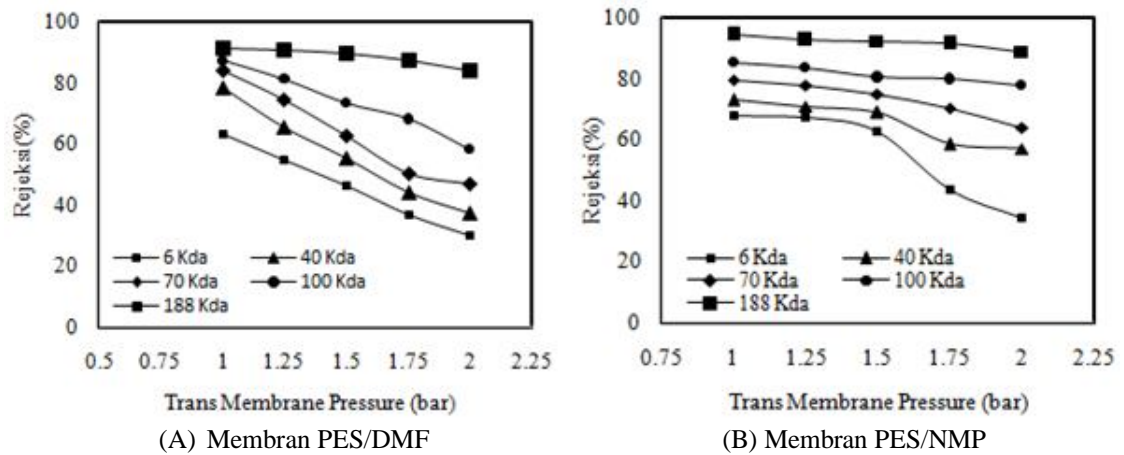 100
80
60
40
20
0
Rejeksi (%)
6 Kda
40 Kda
70 Kda
100 Kda
188 Kda
0.5 0.75 1 1.25 1.5 1.75 2 2.25
Trans Membrane Pressure (bar)
(A) Membran PES/DMF
100
80
60
40
20
0
Rejeksi (%)
6 Kda
40 Kda
70 Kda
100 Kda
188 Kda
0.75 1 1.25 1.5 1.75 2 2.25
Trans Membrane Pressure (bar)
(B) Membran PES/NMP